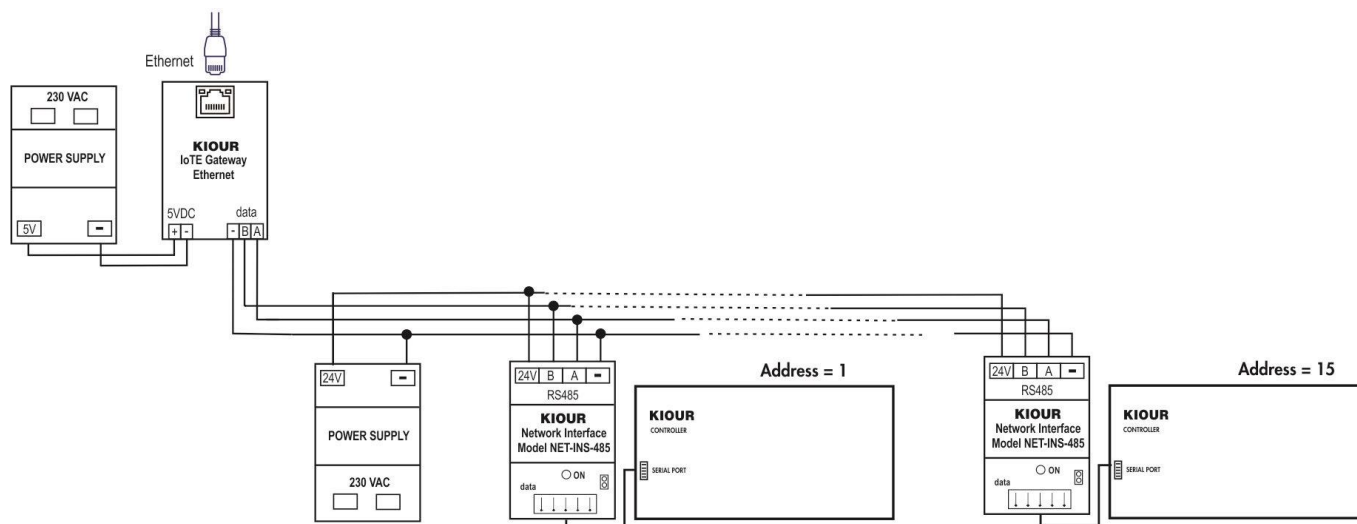 Ethernet
230 VAC
POWER SUPPLY
5V -
KIOUR
IoTE Gateway
Ethernet
5VDC data
+ - - B A
24V -
POWER SUPPLY
230 VAC
24V B A -
RS485
KIOUR
Network Interface
Model NET-INS-485
ON
data
Address = 1
KIOUR
CONTROLLER
SERIAL PORT
24V B A -
RS485
KIOUR
Network Interface
Model NET-INS-485
ON
data
Address = 15
KIOUR
CONTROLLER
SERIAL PORT